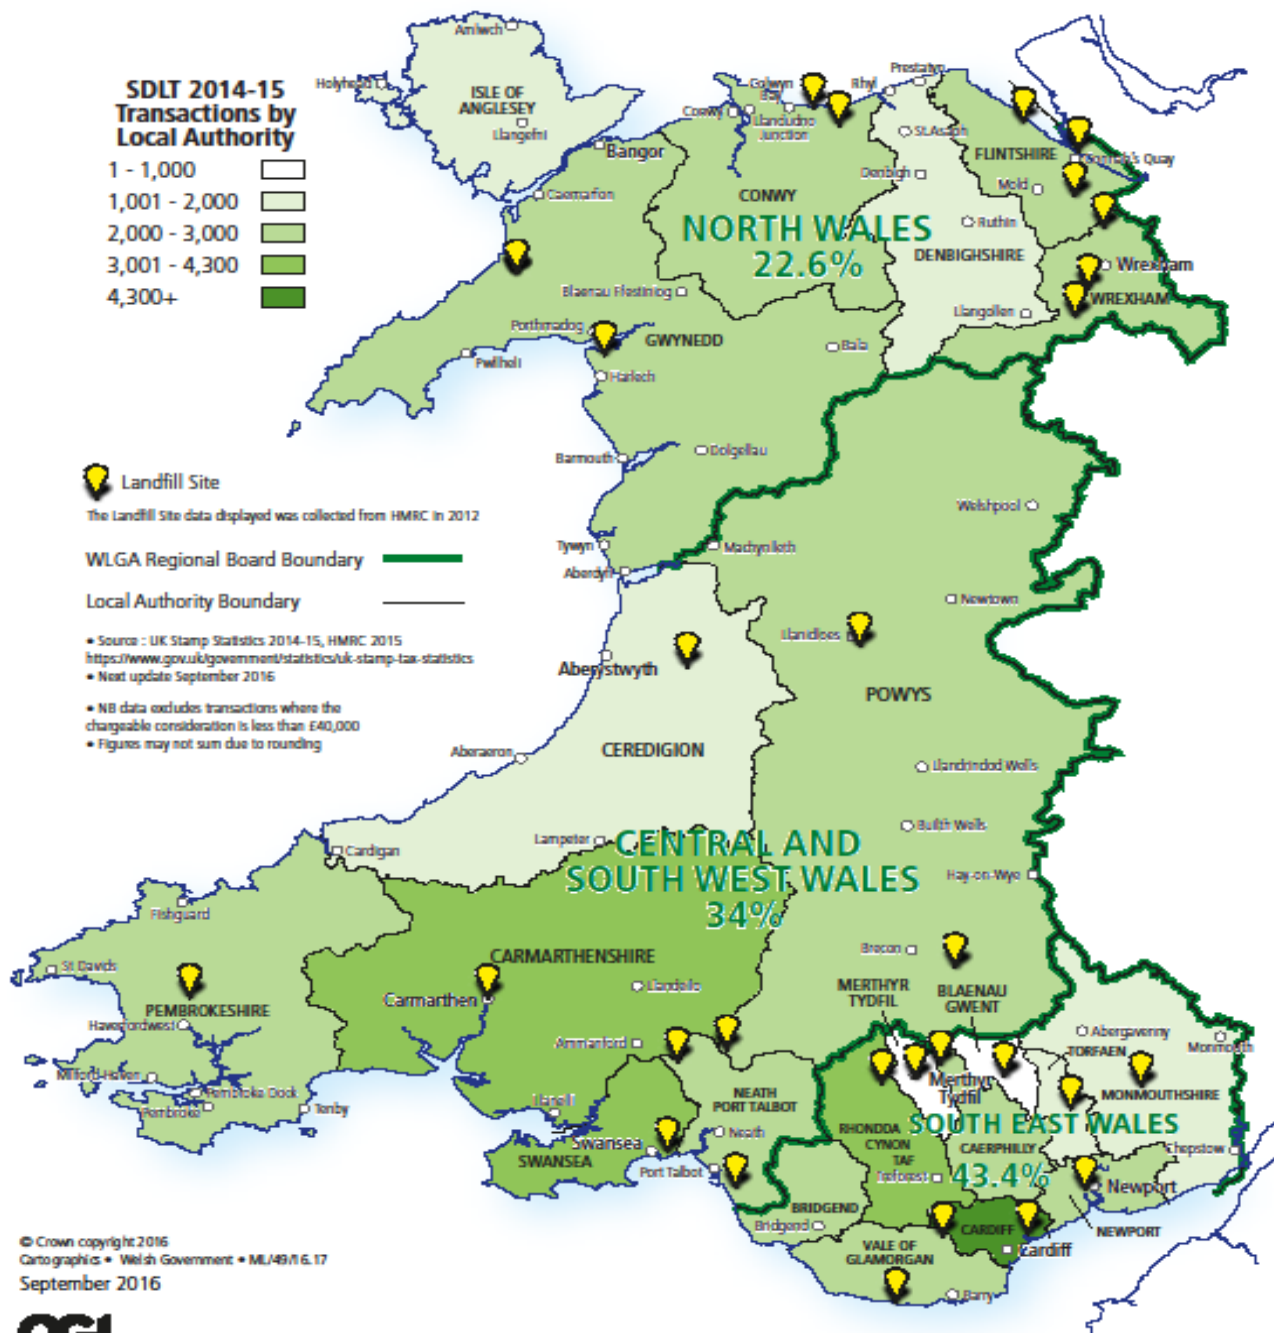 SDLT 2014-15
Transactions by
Local Authority
1 - 1,000
1,001 - 2,000
2,000 - 3,000
3,001 - 4,300
4,300+
Amlwch
Holyhead
ISLE OF
ANGLESEY
Llangefni
Bangor
Caernarfon
Conwy
Colwyn
Bay
Llandudno
Junction
Rhyl
Prestatyn
St.Asaph
Denbigh
FLINTSHIRE
Connah's Quay
Mold
CONWY
NORTH WALES
22.6%
Ruthin
DENBIGHSHIRE
Wrexham
WREXHAM
Llangollen
Blaenau Ffestiniog
Porthmadog
GWYNEDD
Bala
Pwllheli
Harlech
Barmouth
Dolgellau
Landfill Site
The Landfill Site data displayed was collected from HMRC in 2012
WLGA Regional Board Boundary
Local Authority Boundary
• Source : UK Stamp Statistics 2014-15, HMRC 2015
https://www.gov.uk/government/statistics/uk-stamp-tax-statistics
• Next update September 2016
• NB data excludes transactions where the
chargeable consideration is less than £40,000
• Figures may not sum due to rounding
Welshpool
Tywyn
Machynlleth
Aberdyfi
Newtown
Llanidloes
Aberystwyth
POWYS
CEREDIGION
Aberaeron
Llandrindod Wells
Builth Wells
Lampeter
Cardigan
CENTRAL AND
SOUTH WEST WALES
34%
Hay-on-Wye
Fishguard
St Davids
PEMBROKESHIRE
Haverfordwest
Milford Haven
Pembroke Dock
Pembroke
Tenby
CARMARTHENSHIRE
Carmarthen
Llandeilo
Ammanford
Llanelli
Brecon
MERTHYR
TYDFIL
BLAENAU
GWENT
Abergavenny
Monmouth
TORFAEN
MONMOUTHSHIRE
Merthyr
Tydfil
NEATH
PORT TALBOT
Neath
Swansea
SWANSEA
Port Talbot
SOUTH EAST WALES
43.4%
RHONDDA
CYNON
TAF
CAERPHILLY
Treforest
Chepstow
Newport
NEWPORT
BRIDGEND
Bridgend
CARDIFF
Cardiff
VALE OF
GLAMORGAN
Barry
© Crown copyright 2016
Cartographics • Welsh Government • ML/49/16.17
September 2016
OGL